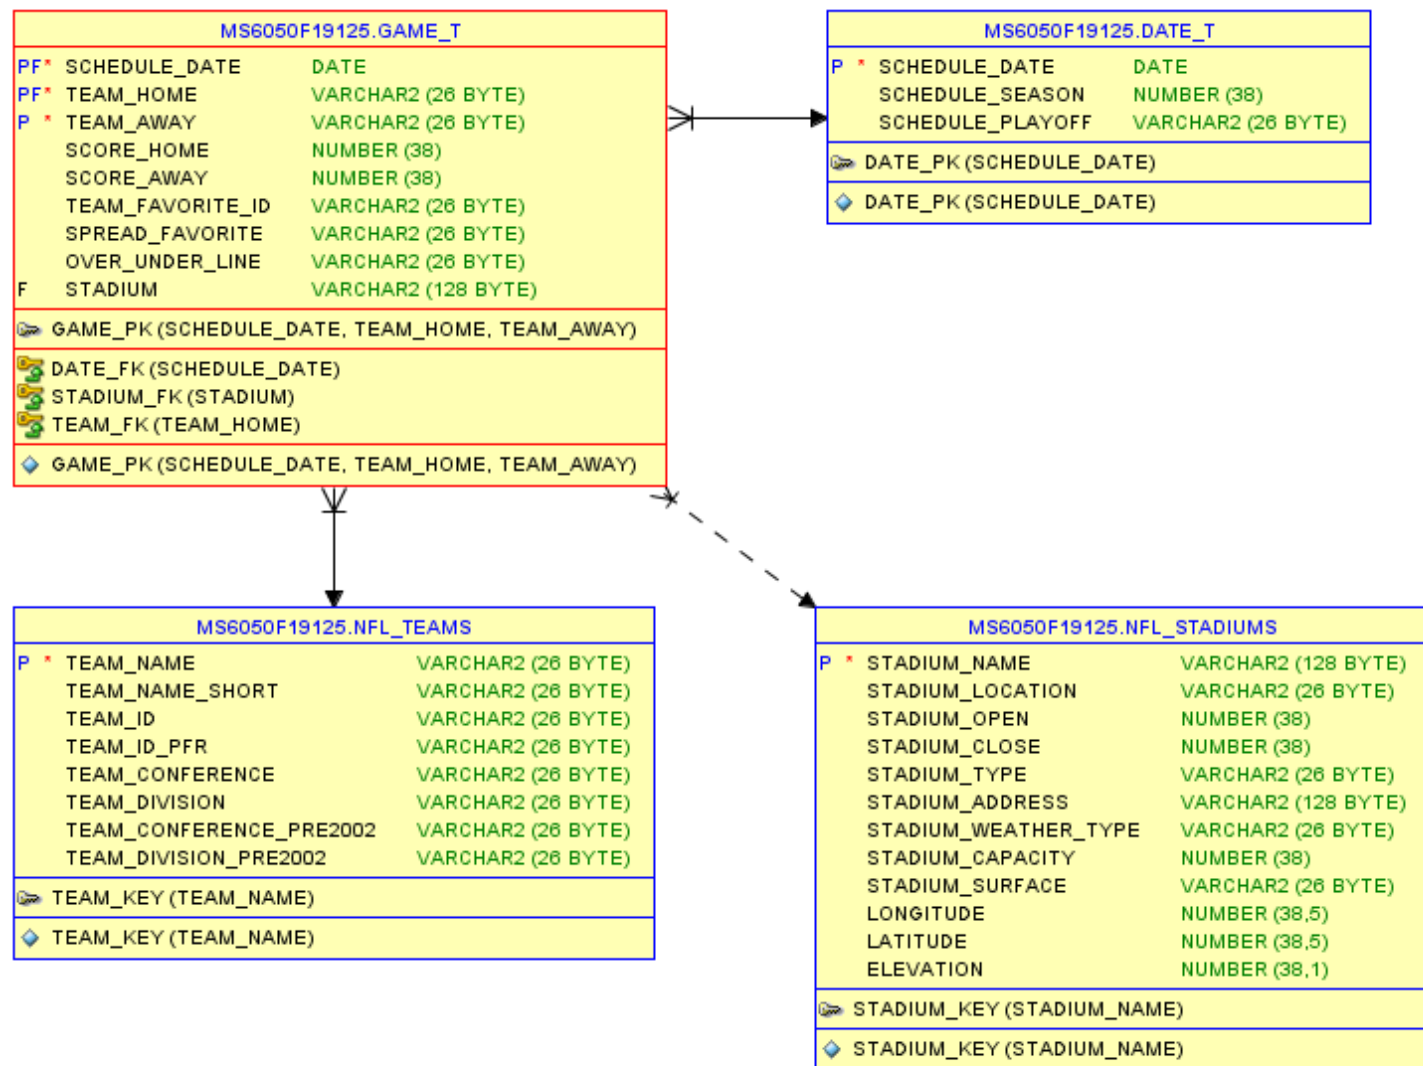 MS6050F19125.GAME_T
PF* SCHEDULE_DATE DATE
PF* TEAM_HOME VARCHAR2 (26 BYTE)
P * TEAM_AWAY VARCHAR2 (26 BYTE)
SCORE_HOME NUMBER (38)
SCORE_AWAY NUMBER (38)
TEAM_FAVORITE_ID VARCHAR2 (26 BYTE)
SPREAD_FAVORITE VARCHAR2 (26 BYTE)
OVER_UNDER_LINE VARCHAR2 (26 BYTE)
F STADIUM VARCHAR2 (128 BYTE)
GAME_PK (SCHEDULE_DATE, TEAM_HOME, TEAM_AWAY)
DATE_FK (SCHEDULE_DATE)
STADIUM_FK (STADIUM)
TEAM_FK (TEAM_HOME)
GAME_PK (SCHEDULE_DATE, TEAM_HOME, TEAM_AWAY)
MS6050F19125.DATE_T
P * SCHEDULE_DATE DATE
SCHEDULE_SEASON NUMBER (38)
SCHEDULE_PLAYOFF VARCHAR2 (26 BYTE)
DATE_PK (SCHEDULE_DATE)
DATE_PK (SCHEDULE_DATE)
MS6050F19125.NFL_TEAMS
P * TEAM_NAME VARCHAR2 (26 BYTE)
TEAM_NAME_SHORT VARCHAR2 (26 BYTE)
TEAM_ID VARCHAR2 (26 BYTE)
TEAM_ID_PFR VARCHAR2 (26 BYTE)
TEAM_CONFERENCE VARCHAR2 (26 BYTE)
TEAM_DIVISION VARCHAR2 (26 BYTE)
TEAM_CONFERENCE_PRE2002 VARCHAR2 (26 BYTE)
TEAM_DIVISION_PRE2002 VARCHAR2 (26 BYTE)
TEAM_KEY (TEAM_NAME)
TEAM_KEY (TEAM_NAME)
MS6050F19125.NFL_STADIUMS
P * STADIUM_NAME VARCHAR2 (128 BYTE)
STADIUM_LOCATION VARCHAR2 (26 BYTE)
STADIUM_OPEN NUMBER (38)
STADIUM_CLOSE NUMBER (38)
STADIUM_TYPE VARCHAR2 (26 BYTE)
STADIUM_ADDRESS VARCHAR2 (128 BYTE)
STADIUM_WEATHER_TYPE VARCHAR2 (26 BYTE)
STADIUM_CAPACITY NUMBER (38)
STADIUM_SURFACE VARCHAR2 (26 BYTE)
LONGITUDE NUMBER (38,5)
LATITUDE NUMBER (38,5)
ELEVATION NUMBER (38,1)
STADIUM_KEY (STADIUM_NAME)
STADIUM_KEY (STADIUM_NAME)